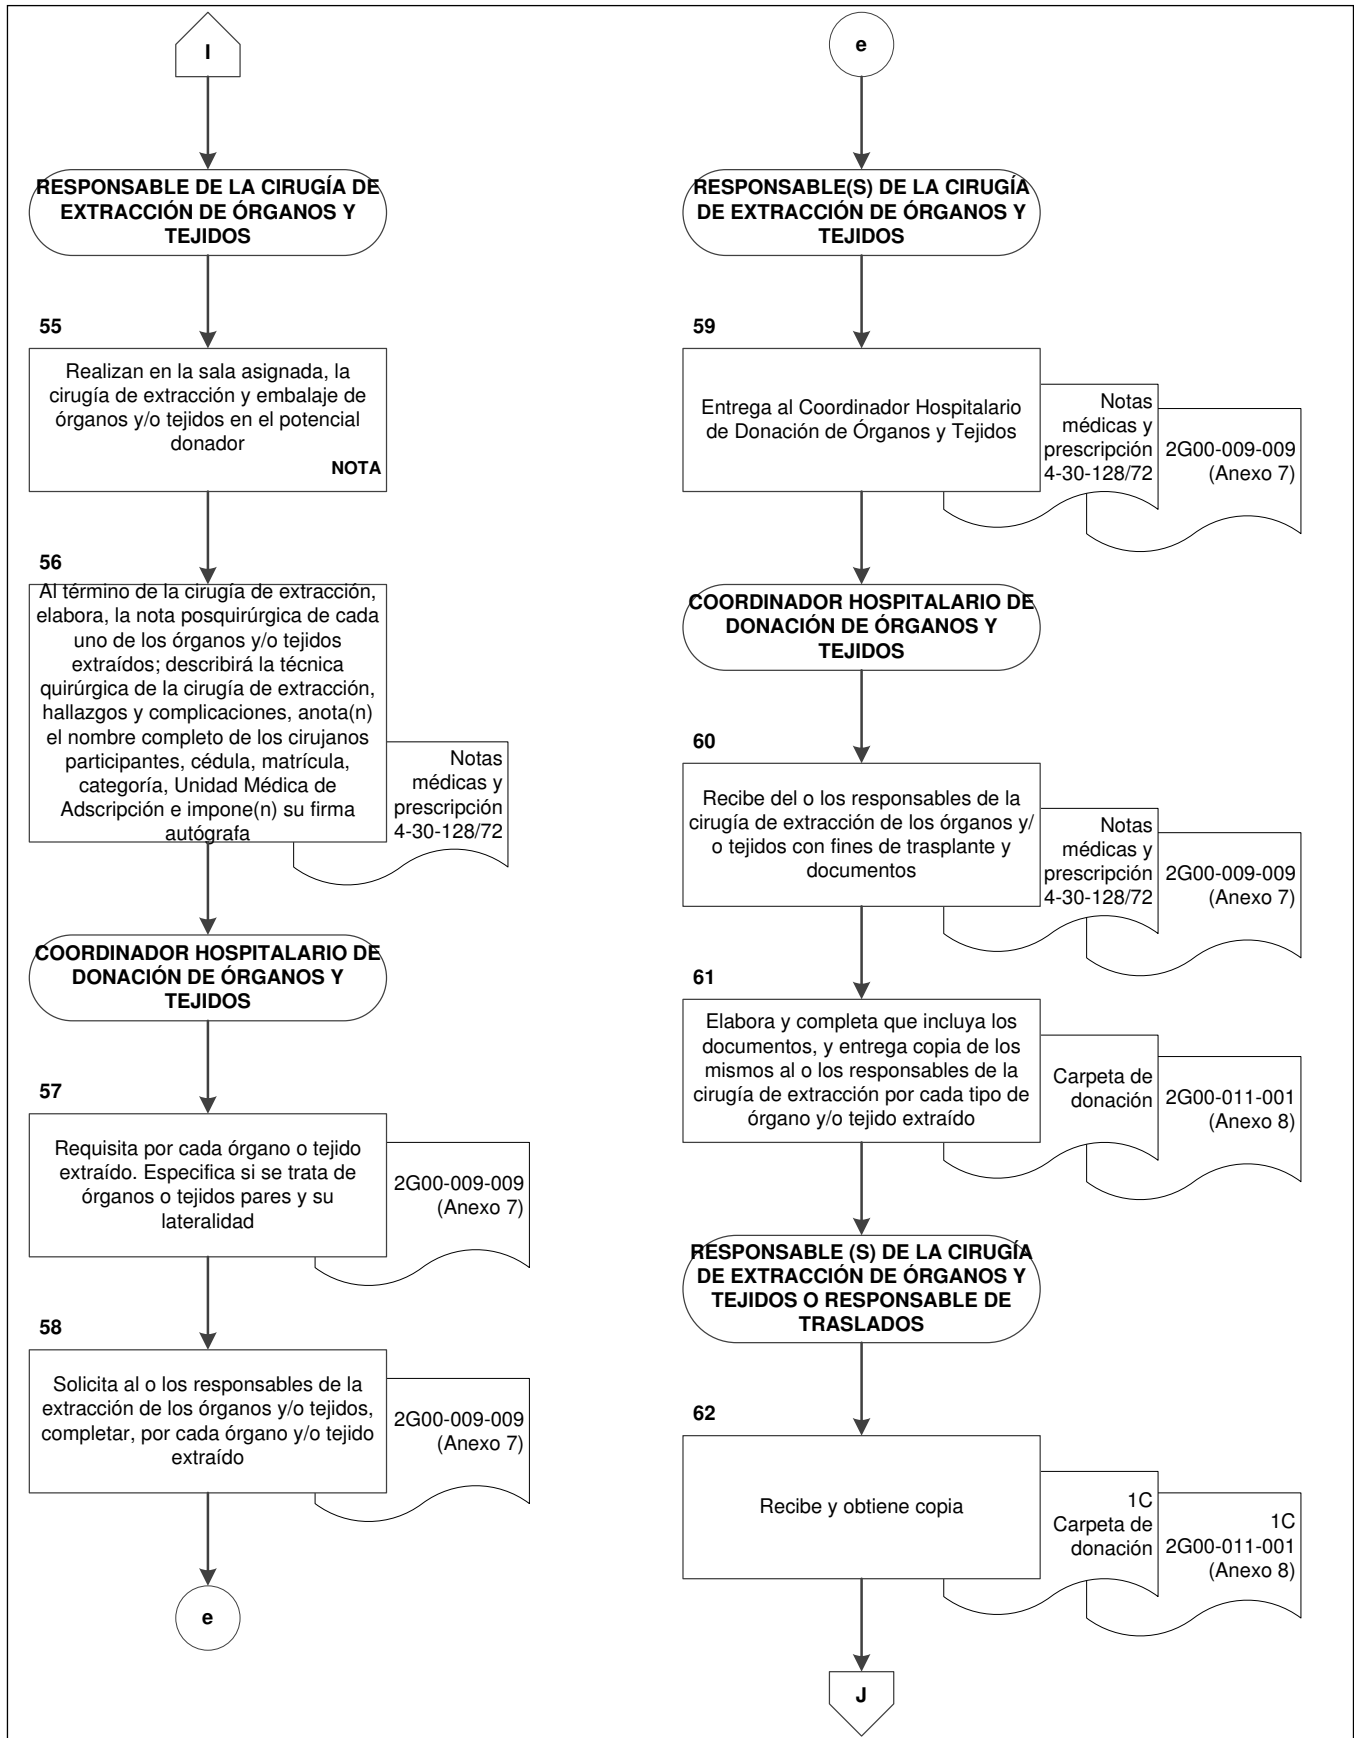 I
RESPONSABLE DE LA CIRUGÍA DE
EXTRACCIÓN DE ÓRGANOS Y
TEJIDOS
55
Realizan en la sala asignada, la
cirugía de extracción y embalaje de
órganos y/o tejidos en el potencial
donador
NOTA
56
Al término de la cirugía de extracción,
elabora, la nota posquirúrgica de cada
uno de los órganos y/o tejidos
extraídos; describirá la técnica
quirúrgica de la cirugía de extracción,
hallazgos y complicaciones, anota(n)
el nombre completo de los cirujanos
participantes, cédula, matrícula,
categoría, Unidad Médica de
Adscripción e impone(n) su firma
autógrafa
Notas
médicas y
prescripción
4-30-128/72
COORDINADOR HOSPITALARIO DE
DONACIÓN DE ÓRGANOS Y
TEJIDOS
57
Requisita por cada órgano o tejido
extraído. Especifica si se trata de
órganos o tejidos pares y su
lateralidad
2G00-009-009
(Anexo 7)
58
Solicita al o los responsables de la
extracción de los órganos y/o tejidos,
completar, por cada órgano y/o tejido
extraído
2G00-009-009
(Anexo 7)
e
e
RESPONSABLE(S) DE LA CIRUGÍA
DE EXTRACCIÓN DE ÓRGANOS Y
TEJIDOS
59
Entrega al Coordinador Hospitalario
de Donación de Órganos y Tejidos
Notas
médicas y
prescripción
4-30-128/72
2G00-009-009
(Anexo 7)
COORDINADOR HOSPITALARIO DE
DONACIÓN DE ÓRGANOS Y
TEJIDOS
60
Recibe del o los responsables de la
cirugía de extracción de los órganos y/
o tejidos con fines de trasplante y
documentos
Notas
médicas y
prescripción
4-30-128/72
2G00-009-009
(Anexo 7)
61
Elabora y completa que incluya los
documentos, y entrega copia de los
mismos al o los responsables de la
cirugía de extracción por cada tipo de
órgano y/o tejido extraído
Carpeta de
donación
2G00-011-001
(Anexo 8)
RESPONSABLE (S) DE LA CIRUGÍA
DE EXTRACCIÓN DE ÓRGANOS Y
TEJIDOS O RESPONSABLE DE
TRASLADOS
62
Recibe y obtiene copia
1C
Carpeta de
donación
1C
2G00-011-001
(Anexo 8)
J